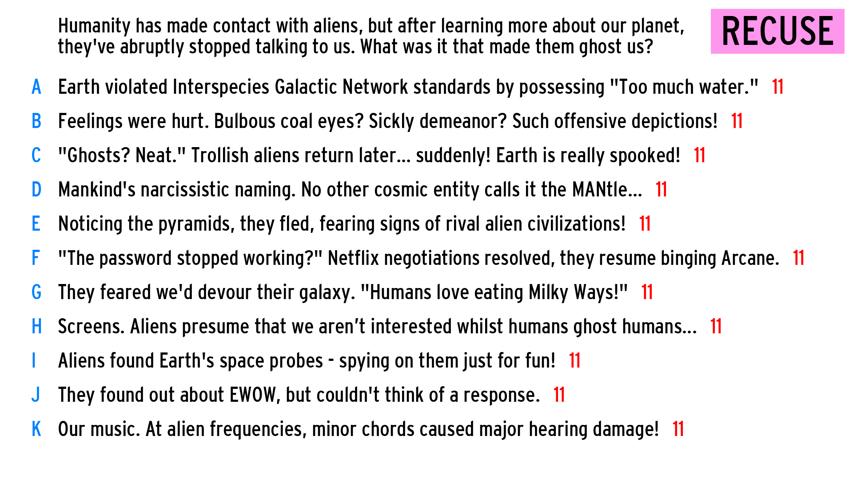 Humanity has made contact with aliens, but after learning more about our planet,
they've abruptly stopped talking to us. What was it that made them ghost us?
RECUSE
A Earth violated Interspecies Galactic Network standards by possessing "Too much water." 11
B Feelings were hurt. Bulbous coal eyes? Sickly demeanor? Such offensive depictions! 11
C "Ghosts? Neat." Trollish aliens return later... suddenly! Earth is really spooked! 11
D Mankind's narcissistic naming. No other cosmic entity calls it the MANtle... 11
E Noticing the pyramids, they fled, fearing signs of rival alien civilizations! 11
F "The password stopped working?" Netflix negotiations resolved, they resume binging Arcane. 11
G They feared we'd devour their galaxy. "Humans love eating Milky Ways!" 11
H Screens. Aliens presume that we aren’t interested whilst humans ghost humans... 11
I Aliens found Earth's space probes - spying on them just for fun! 11
J They found out about EWOW, but couldn't think of a response. 11
K Our music. At alien frequencies, minor chords caused major hearing damage! 11